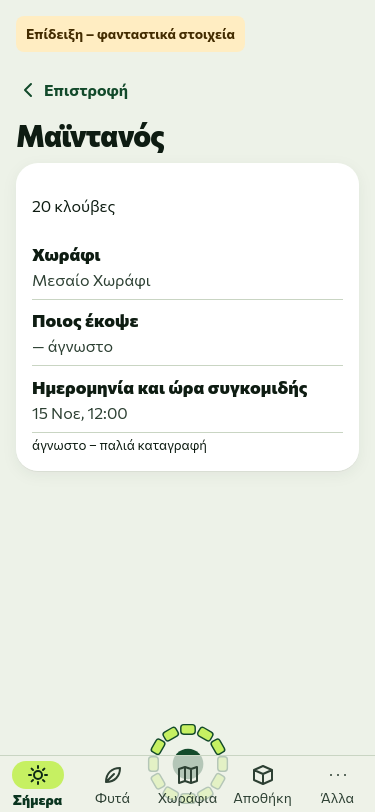 Επίδειξη – φανταστικά στοιχεία
Επιστροφή
Μαϊντανός
20 κλούβες
Χωράφι
Μεσαίο Χωράφι
Ποιος έκοψε
— άγνωστο
Ημερομηνία και ώρα συγκομιδής
15 Νοε, 12:00
άγνωστο – παλιά καταγραφή
Σήμερα
Φυτά
Χωράφια
Αποθήκη
Άλλα